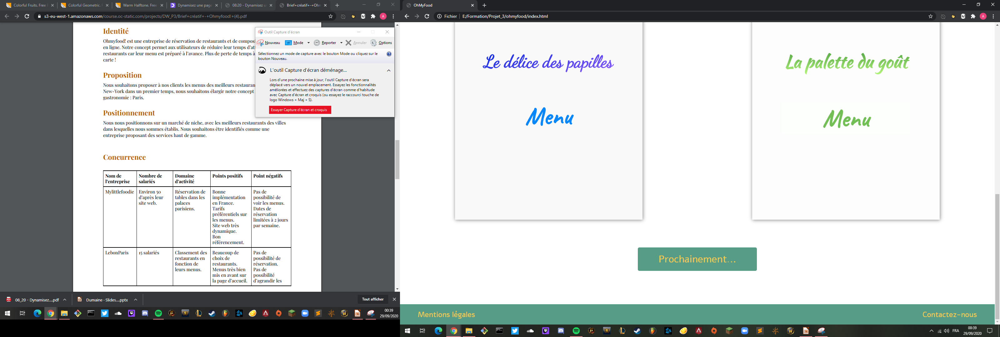 Colorful Fruits. Free
Colorful Geometric.
Warm Halftone. Free
Dynamisez une page
08:20 - Dynamisez u
Brief+créatif+-+Oh
s3-eu-west-1.amazonaws.com/course.oc-static.com/projects/DW_P3/Brief+créatif+-+Ohmyfood!+(4).pdf
A
Identité
Ohmyfood! est une entreprise de réservation de restaurants et de composi
en ligne. Notre concept permet aux utilisateurs de réduire leur temps d'at
restaurants car leur menu est préparé à l'avance. Plus de perte de temps à
carte !
Proposition
Nous souhaitons proposer à nos clients les menus des meilleurs restauran
New-York dans un premier temps, nous souhaitons élargir notre concept
gastronomie : Paris.
Positionnement
Nous nous positionnons sur un marché de niche, avec les meilleurs restaurants des villes
dans lesquelles nous sommes établis. Nous souhaitons être identifiés comme une
entreprise proposant des services haut de gamme.
Concurrence
Nom de
l'entreprise
Nombre de
salariés
Domaine
d'activité
Points positifs
Point négatifs
Mylittlefoodie
Environ 50
d'après leur
site web.
Réservation de
tables dans les
palaces
parisiens.
Bonne
implémentation
en France.
Tarifs
préférentiels sur
les menus.
Site web très
dynamique.
Bon
référencement.
Pas de
possibilité de
voir les menus.
Dates de
réservation
limitées à 2 jours
par semaine.
LebonParis
15 salariés
Classement des
restaurants en
fonction de
leurs menus.
Beaucoup de
choix de
restaurants.
Menus très bien
mis en avant sur
la page d'accueil.
Pas de
possibilité de
réservation.
Pas de
possibilité
d'agrandir les
Outil Capture d'écran
Nouveau
Mode
Reporter
Annuler
Options
Sélectionnez un mode de capture avec le bouton Mode ou cliquez sur le
bouton Nouveau.
L'outil Capture d'écran déménage...
Lors d'une prochaine mise à jour, l'outil Capture d'écran sera
déplacé vers un nouvel emplacement. Essayez les fonctionnalités
améliorées et effectuez des captures d'écran comme d'habitude
avec Capture d'écran et croquis (ou essayez le raccourci touche de
logo Windows + Maj + S).
Essayer Capture d'écran et croquis
08_20 - Dynamisez....pdf
Dumaine · Slides....pptx
Tout afficher
00:39
29/09/2020
OhMyFood
Fichier
E:/Formation/Projet_3/ohmyfood/index.html
A
Le délice des papilles
Menu
La palette du goût
Menu
Prochainement...
Mentions légales
Contactez-nous
FRA
00:39
29/09/2020